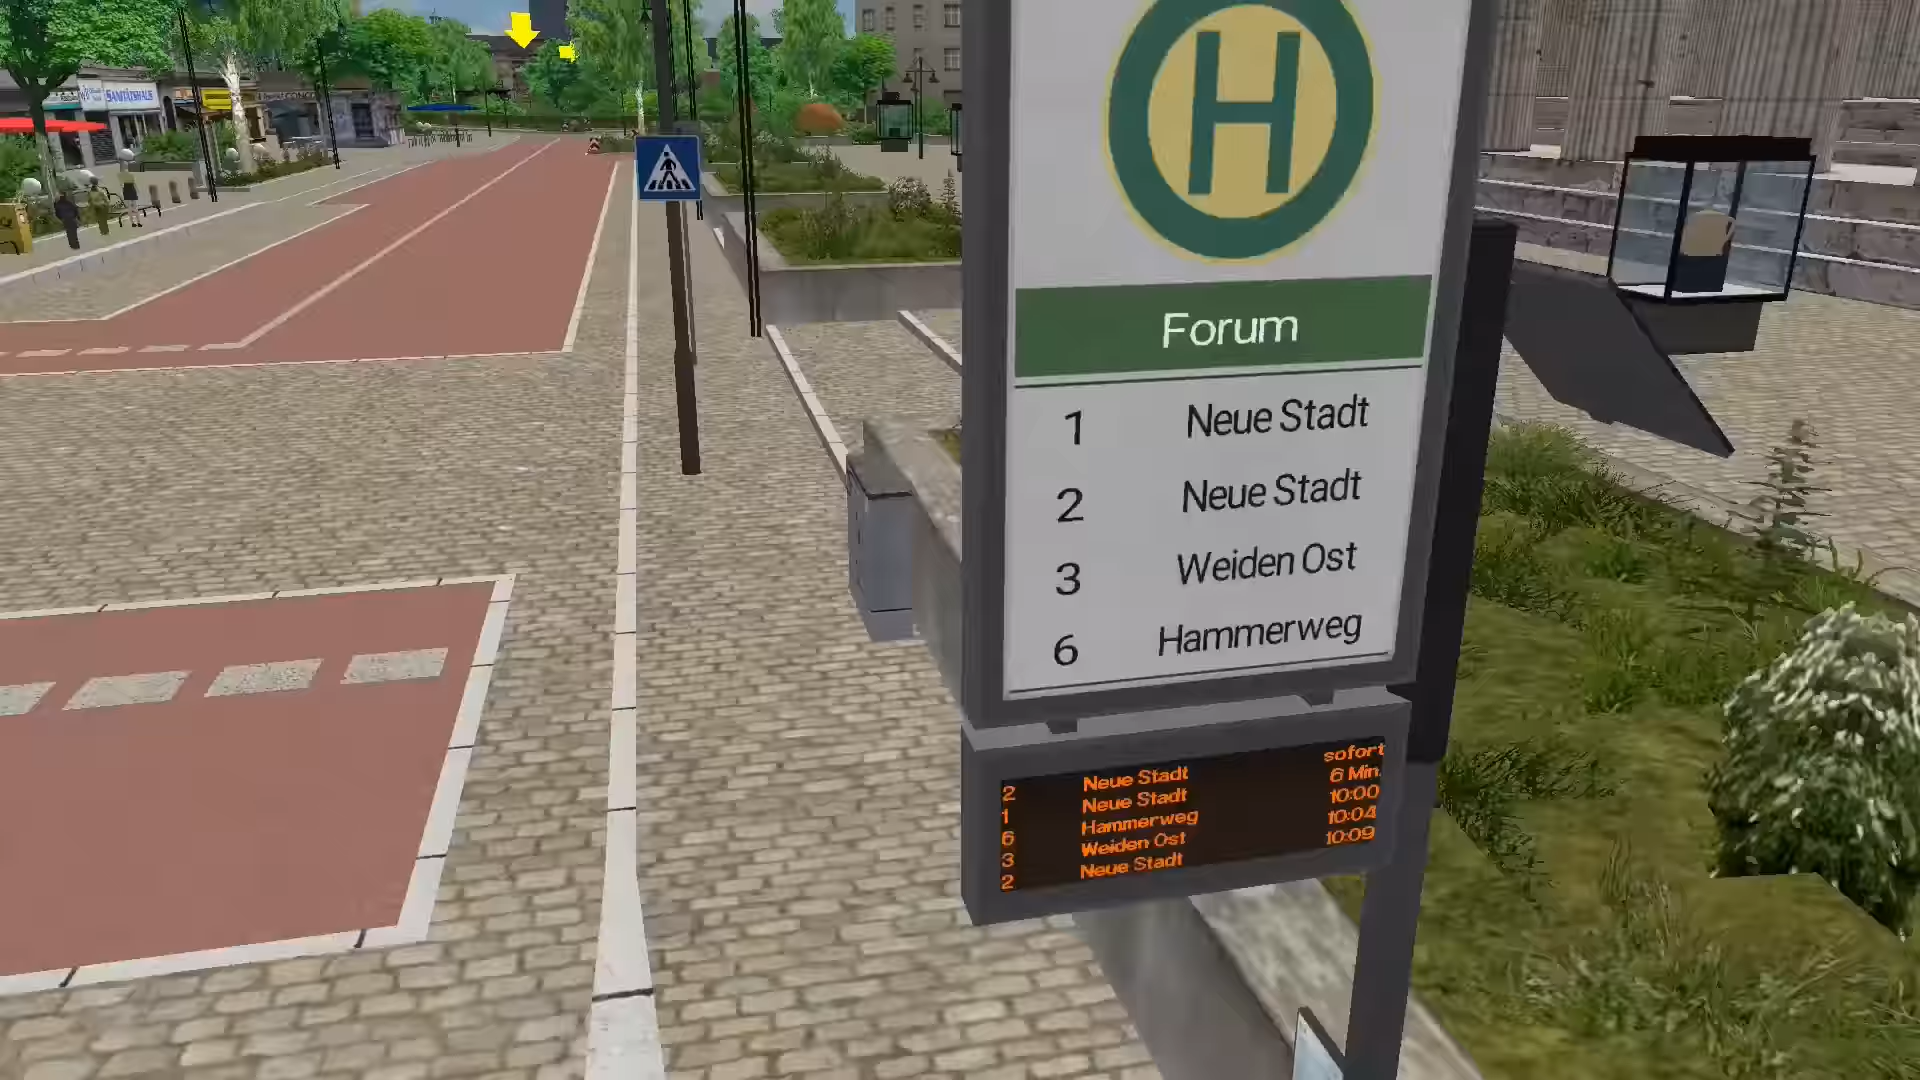 SANITÄTSHAUS
H
Forum
1 Neue Stadt
2 Neue Stadt
3 Weiden Ost
6 Hammerweg
2 Neue Stadt sofort
1 Neue Stadt 6 Min.
6 Hammerweg 10:00
3 Weiden Ost 10:04
2 Neue Stadt 10:09